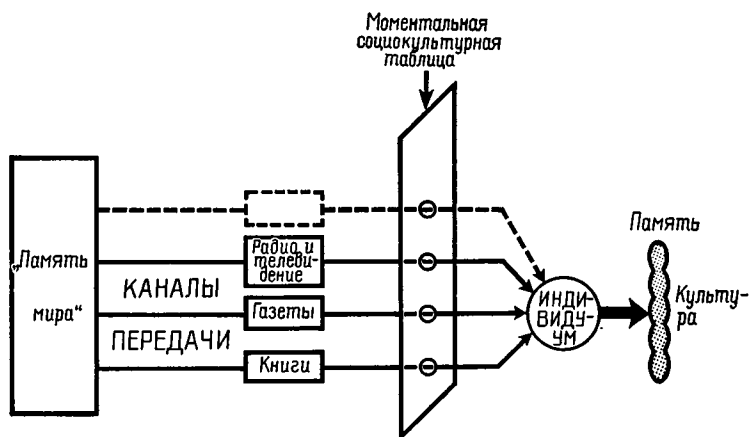 Моментальная
социокультурная
таблица
„Память
мира“
КАНАЛЫ
ПЕРЕДАЧИ
Радио и
телеви-
дение
Газеты
Книги
ИНДИ-
ВИДУ-
УМ
Память
Культу-
ра